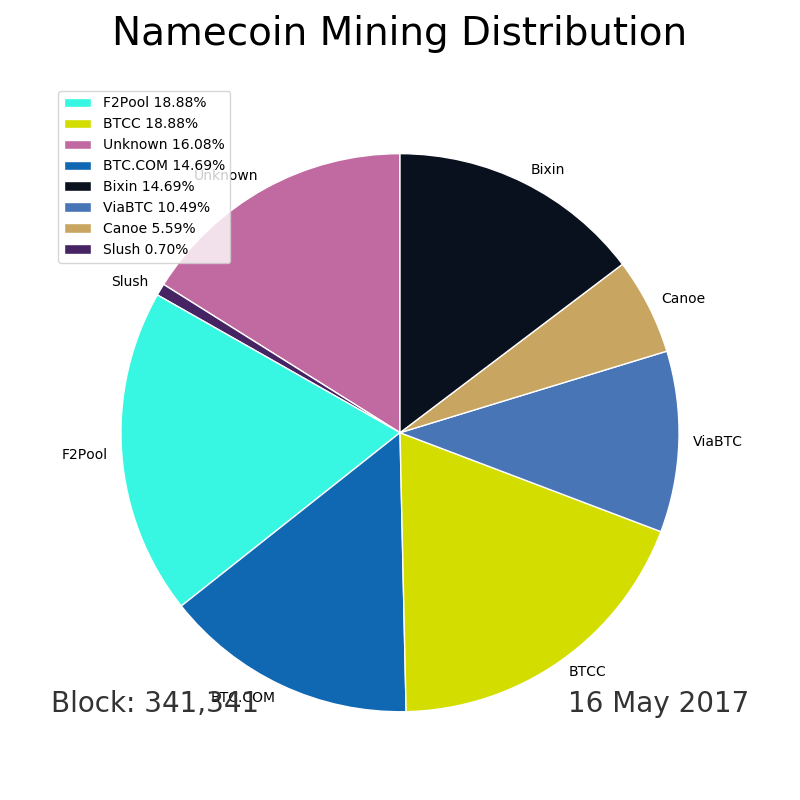 Namecoin Mining Distribution
F2Pool 18.88%
BTCC 18.88%
Unknown 16.08%
BTC.COM 14.69%
Bixin 14.69%
ViaBTC 10.49%
Canoe 5.59%
Slush 0.70%
Bixin
Unknown
Slush
Canoe
ViaBTC
F2Pool
BTCC
BTC.COM
Block: 341,341
16 May 2017